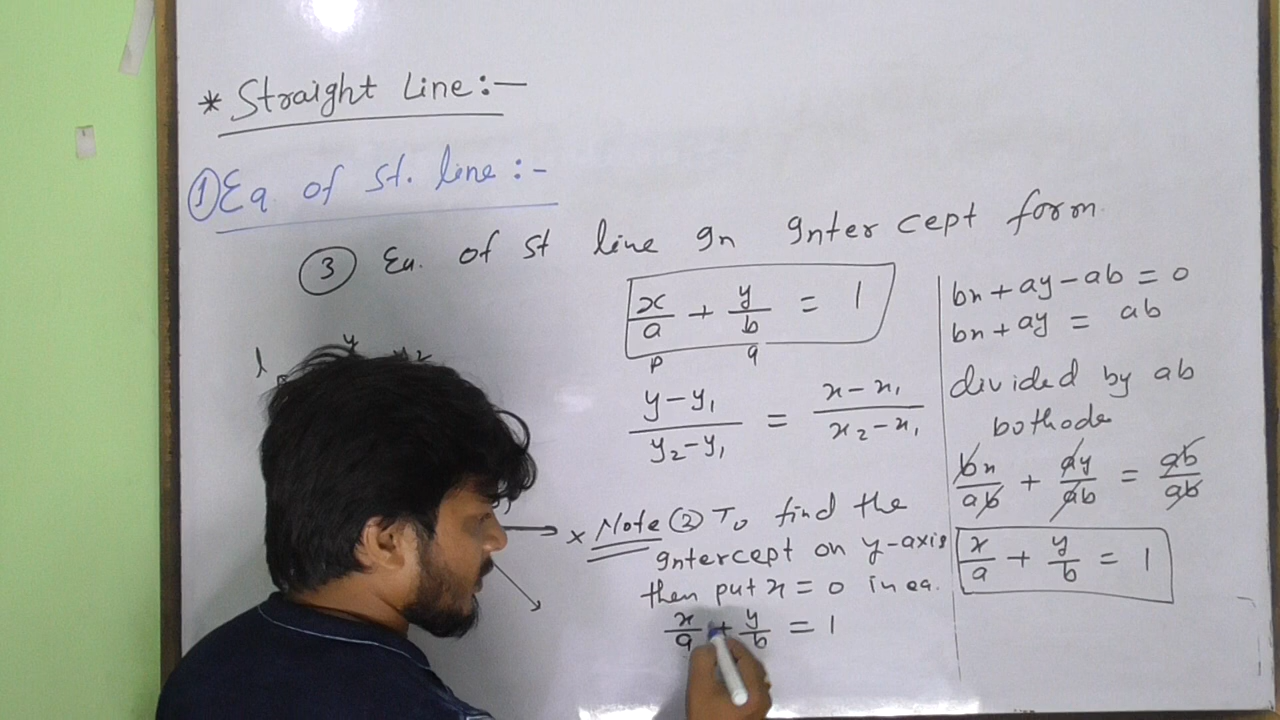 * Straight Line:-
① Eq of St. line:-
③ Eq. of St line In Intercept form.
x/a + y/b = 1
p q
(y-y₁)/(y₂-y₁) = (x-x₁)/(x₂-x₁)
Note ② To find the
Intercept on y-axis
then put x = 0 in eq.
x/a + y/b = 1
bx + ay - ab = 0
bx + ay = ab
divided by ab
bx/ab + ay/ab = ab/ab
x/a + y/b = 1
l
y
x